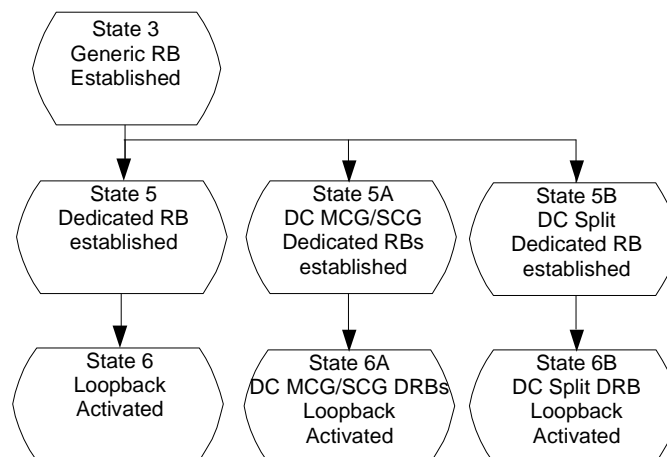 State 3
Generic RB
Established
State 5
Dedicated RB
established
State 5A
DC MCG/SCG
Dedicated RBs
established
State 5B
DC Split
Dedicated RB
established
State 6
Loopback
Activated
State 6A
DC MCG/SCG DRBs
Loopback
Activated
State 6B
DC Split DRB
Loopback
Activated